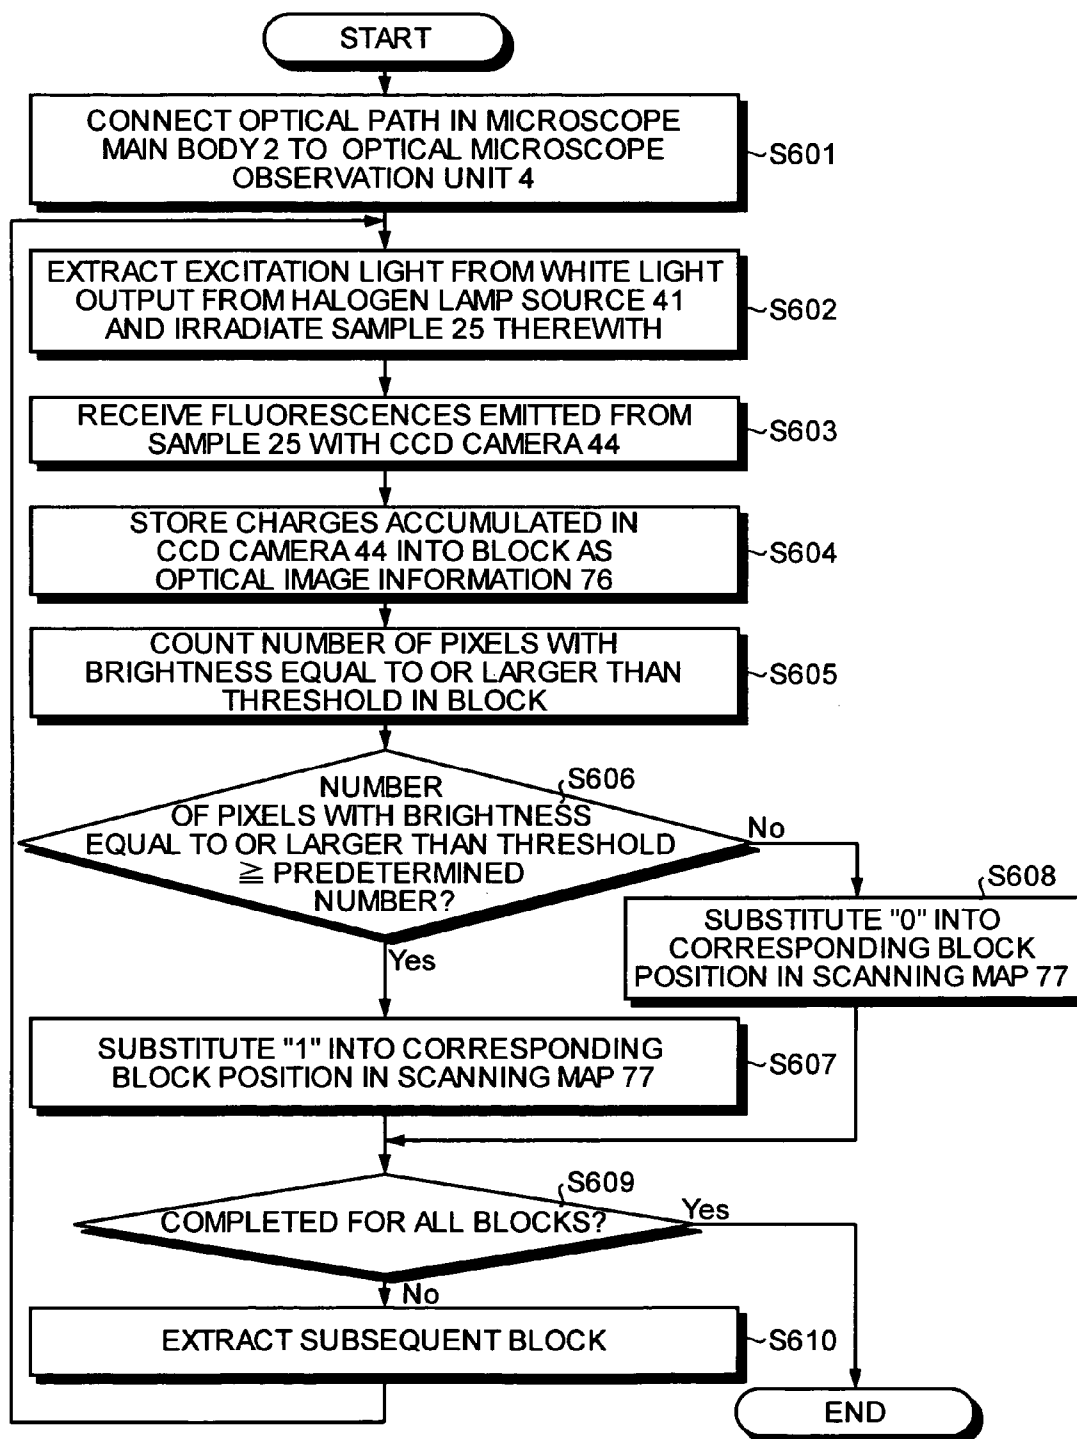 START
CONNECT OPTICAL PATH IN MICROSCOPE
MAIN BODY 2 TO OPTICAL MICROSCOPE
OBSERVATION UNIT 4
S601
EXTRACT EXCITATION LIGHT FROM WHITE LIGHT
OUTPUT FROM HALOGEN LAMP SOURCE 41
AND IRRADIATE SAMPLE 25 THEREWITH
S602
RECEIVE FLUORESCENCES EMITTED FROM
SAMPLE 25 WITH CCD CAMERA 44
S603
STORE CHARGES ACCUMULATED IN
CCD CAMERA 44 INTO BLOCK AS
OPTICAL IMAGE INFORMATION 76
S604
COUNT NUMBER OF PIXELS WITH
BRIGHTNESS EQUAL TO OR LARGER THAN
THRESHOLD IN BLOCK
S605
S606
NUMBER
OF PIXELS WITH BRIGHTNESS
EQUAL TO OR LARGER THAN THRESHOLD
≧ PREDETERMINED
NUMBER?
No
Yes
S608
SUBSTITUTE "0" INTO
CORRESPONDING BLOCK
POSITION IN SCANNING MAP 77
SUBSTITUTE "1" INTO CORRESPONDING
BLOCK POSITION IN SCANNING MAP 77
S607
S609
COMPLETED FOR ALL BLOCKS?
Yes
No
EXTRACT SUBSEQUENT BLOCK
S610
END